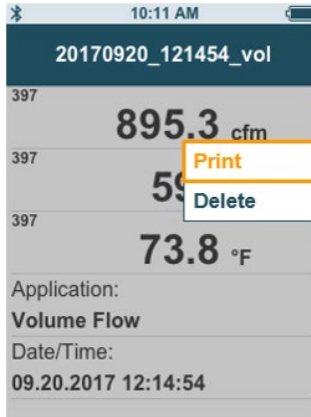 10:11 AM
20170920_121454_vol
397
895.3 cfm
397
Print
Delete
397
73.8 °F
Application:
Volume Flow
Date/Time:
09.20.2017 12:14:54